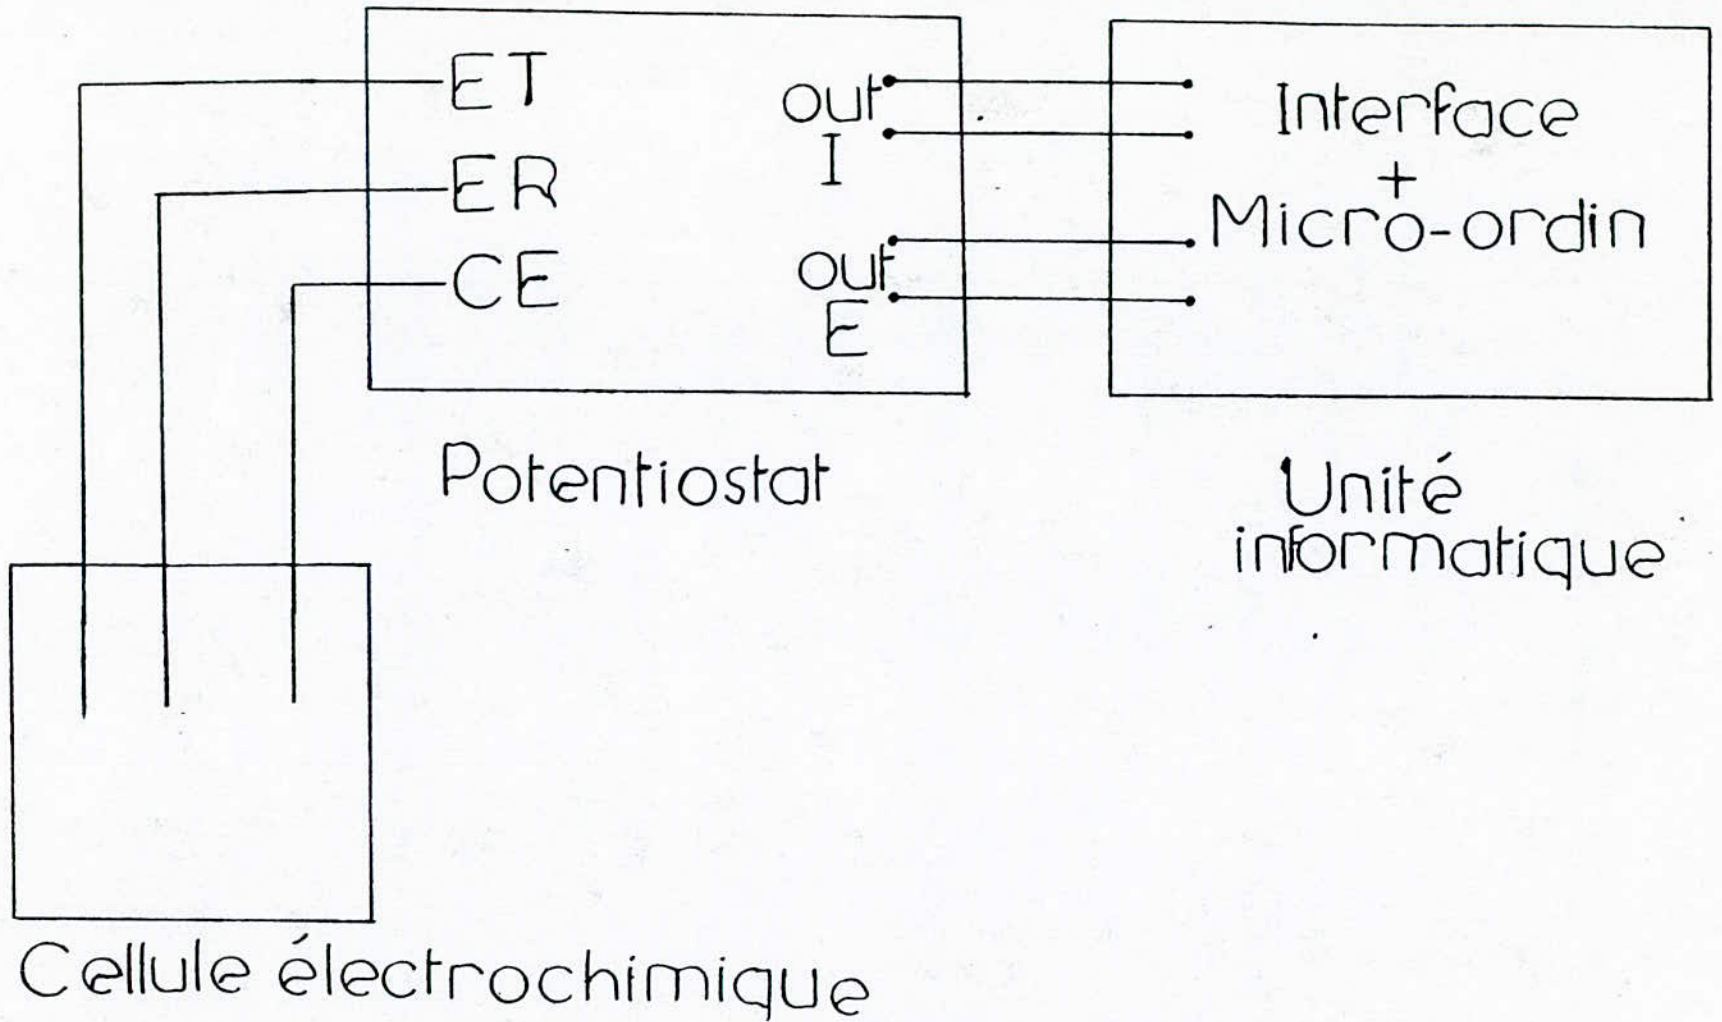 ET
ER
CE
out
I
out
E
Potentiostat
Interface
+
Micro-ordin
Unité
informatique
Cellule électrochimique